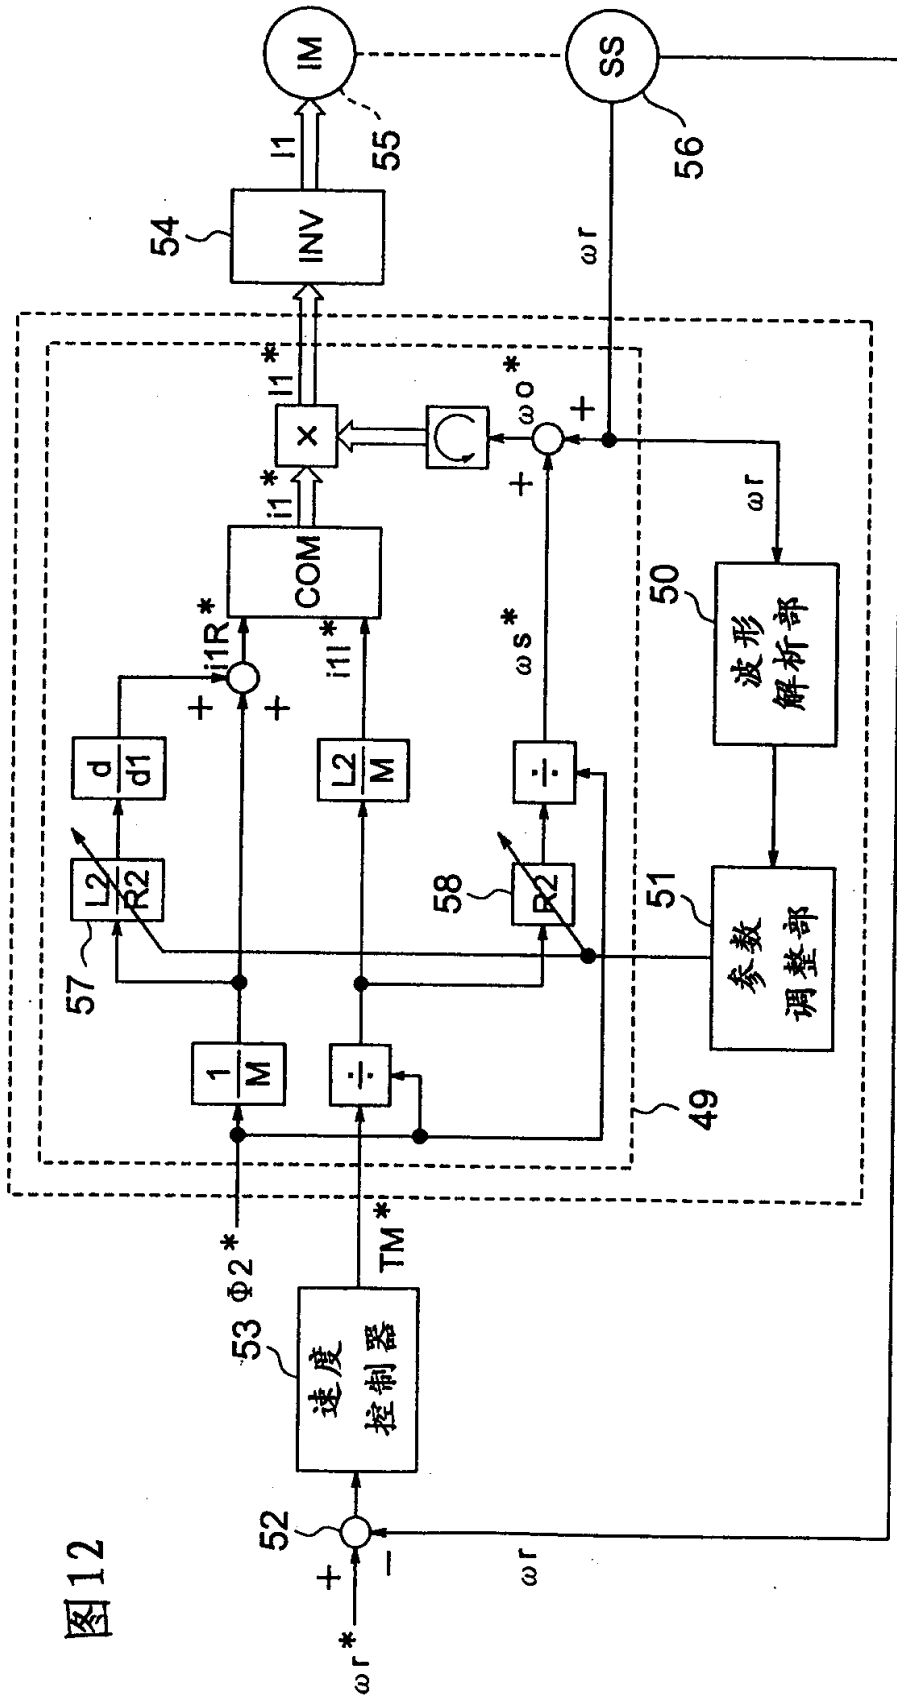 图12
ωr*
+
−
52
ωr
53
速度
控制器
TM*
Φ2*
1
M
÷
57
L2
R2
d
d1
+
+
i1R*
L2
M
i1I*
COM
i1*
×
I1*
54
INV
I1
IM
55
58
R2
÷
ωs*
+
+
ωo*
ωr
SS
56
49
51
参数
调整部
50
波形
解析部
ωr